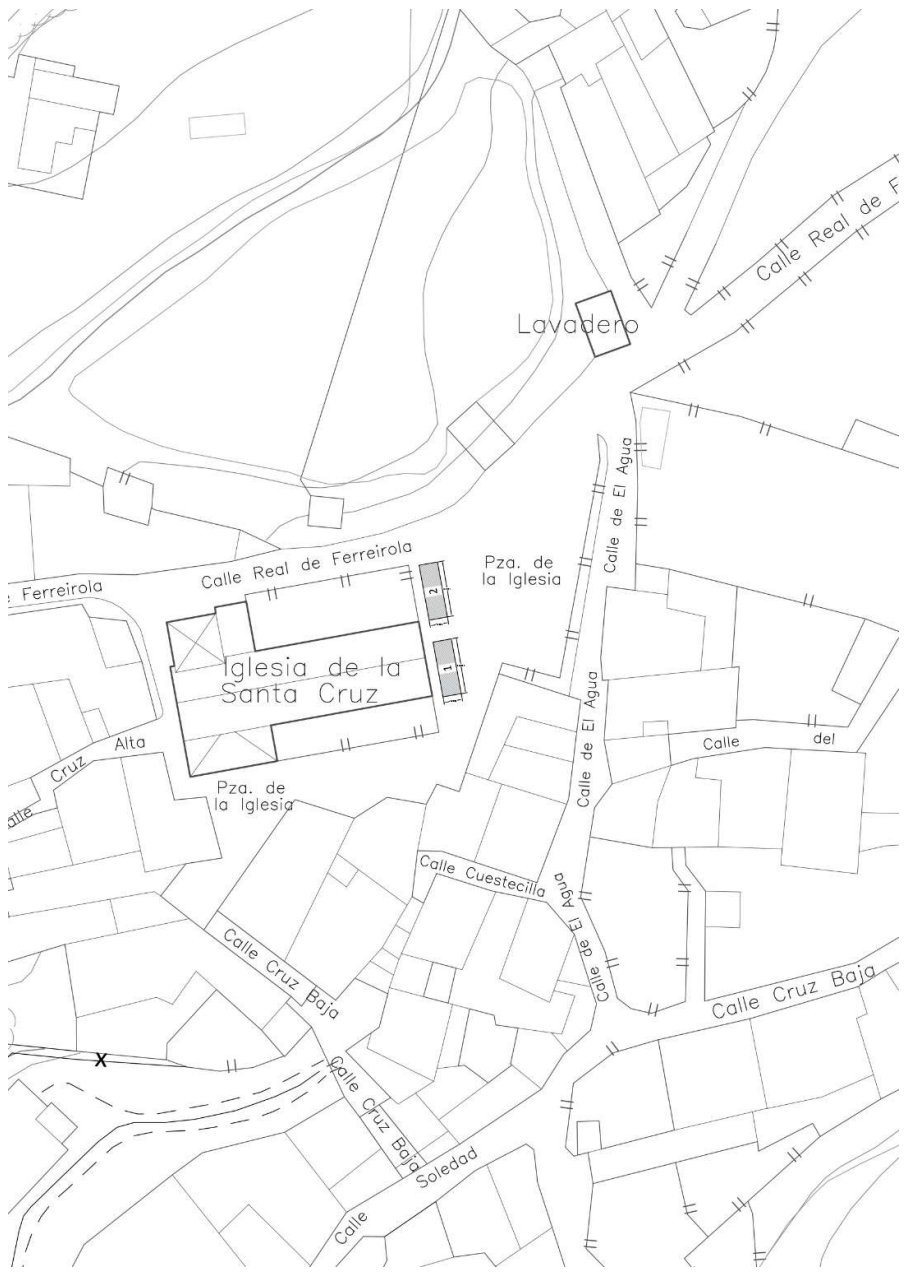 Calle Real de F
Lavadero
Calle de El Agua
Calle Real de Ferreirola
Pza. de
la Iglesia
e Ferreirola
2
1
Iglesia de la
Santa Cruz
Calle de El Agua
Cruz Alta
alle
Calle del
Pza. de
la Iglesia
Calle Cuestecilla
Calle de El Agua
Calle Cruz Baja
Calle Cruz Baja
X
Calle Cruz Baja
Calle Soledad